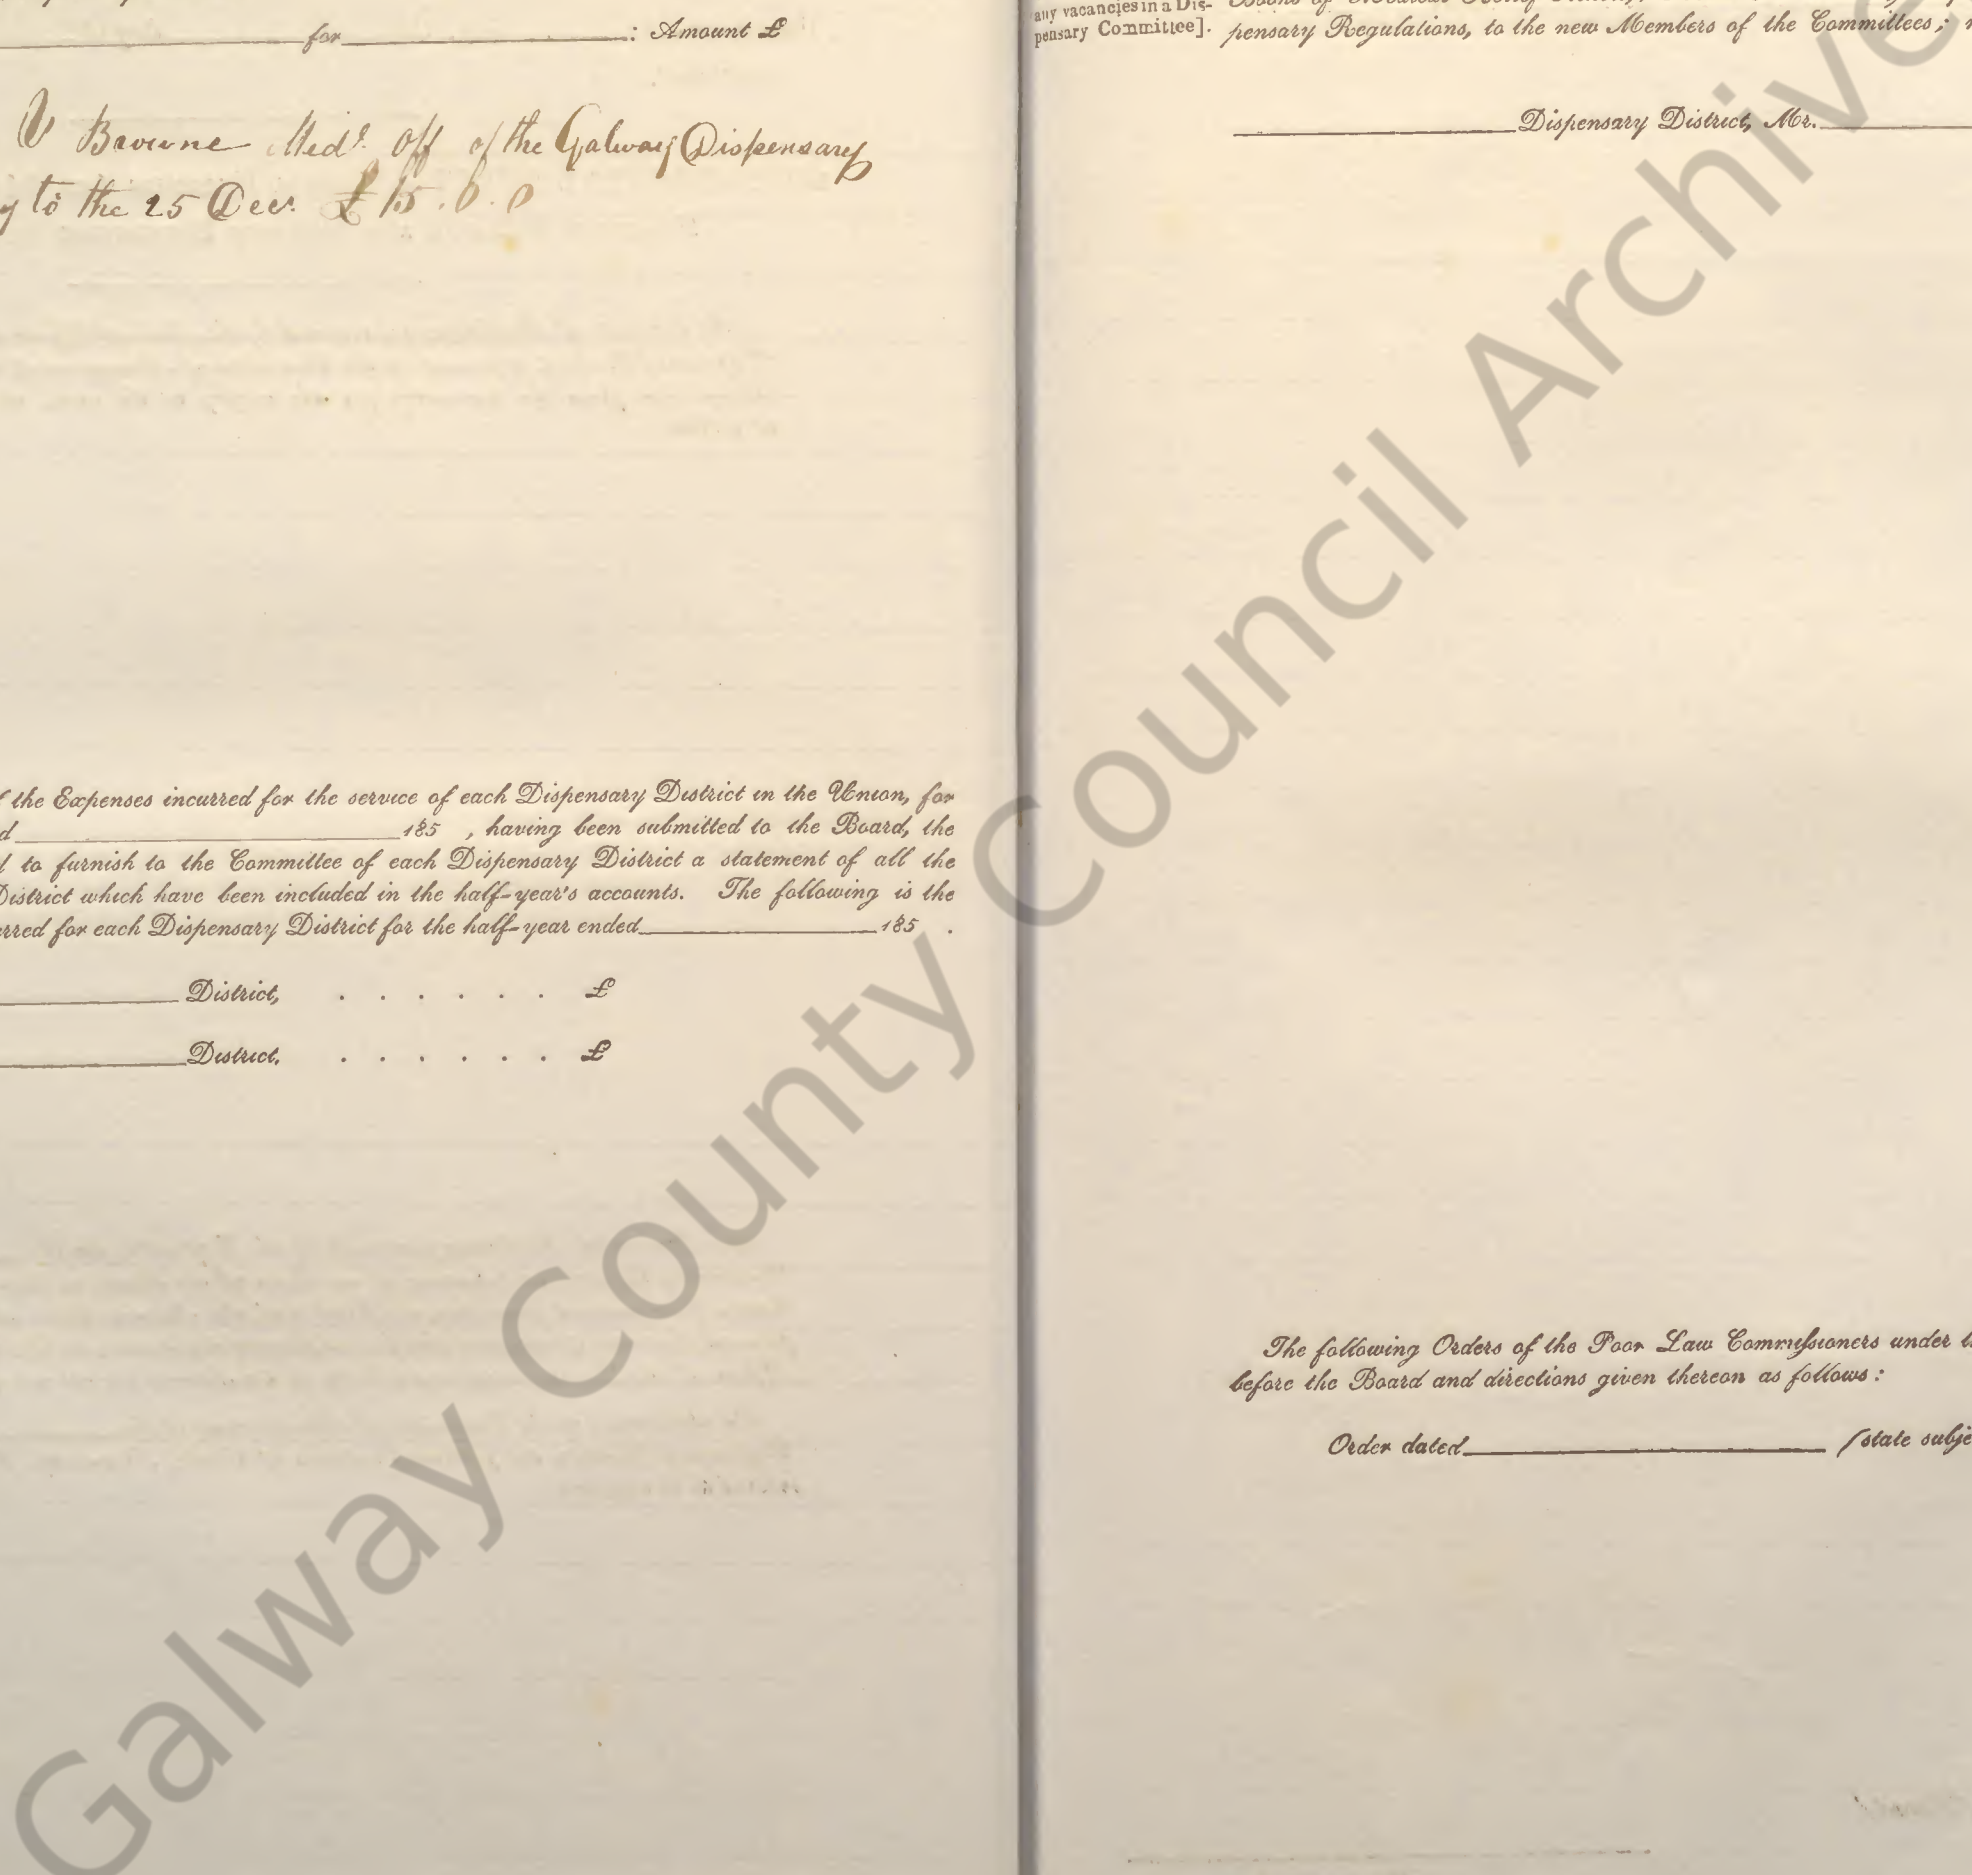 for : Amount £
Browne Medl. Off of the Galway Dispensary
to the 25 Decr. £15.0.0
the Expenses incurred for the service of each Dispensary District in the Union, for
185 , having been submitted to the Board, the
to furnish to the Committee of each Dispensary District a statement of all the
District which have been included in the half-year's accounts. The following is the
for each Dispensary District for the half-year ended 185 .
District, . . . . . . £
District. . . . . . . £
any vacancies in a Dis-
pensary Committee].
pensary Regulations, to the new Members of the Committees;
Dispensary District, Mr.
The following Orders of the Poor Law Commissioners under
before the Board and directions given thereon as follows:
Order dated (state
Galway County Council Archive